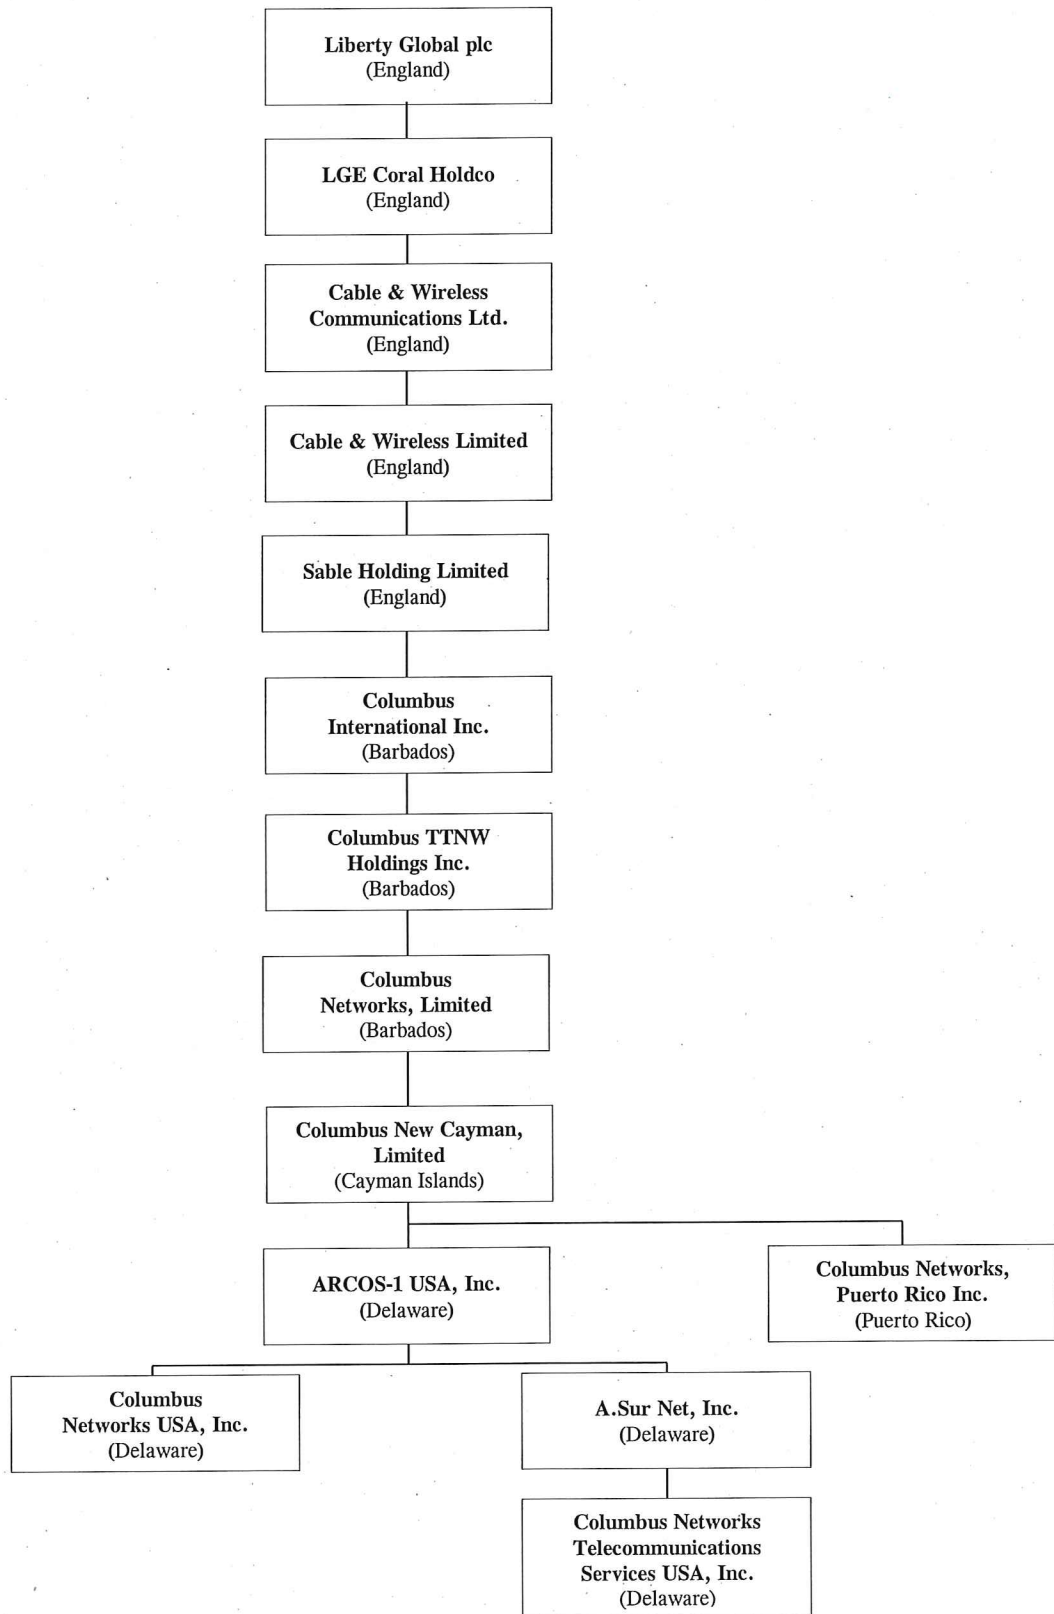 Liberty Global plc
(England)
LGE Coral Holdco
(England)
Cable & Wireless
Communications Ltd.
(England)
Cable & Wireless Limited
(England)
Sable Holding Limited
(England)
Columbus
International Inc.
(Barbados)
Columbus TTNW
Holdings Inc.
(Barbados)
Columbus
Networks, Limited
(Barbados)
Columbus New Cayman,
Limited
(Cayman Islands)
ARCOS-1 USA, Inc.
(Delaware)
Columbus Networks,
Puerto Rico Inc.
(Puerto Rico)
Columbus
Networks USA, Inc.
(Delaware)
A.Sur Net, Inc.
(Delaware)
Columbus Networks
Telecommunications
Services USA, Inc.
(Delaware)